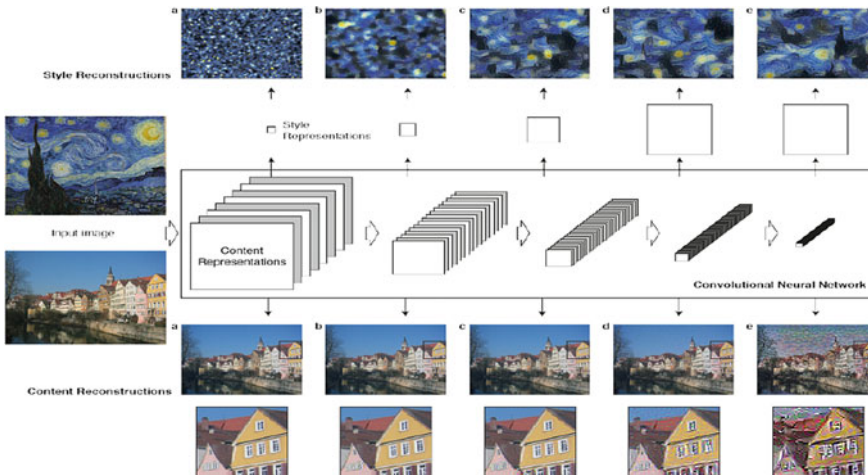 a b c d e
Style Reconstructions
Style
Representations
Input image
Content
Representations
Convolutional Neural Network
a b c d e
Content Reconstructions